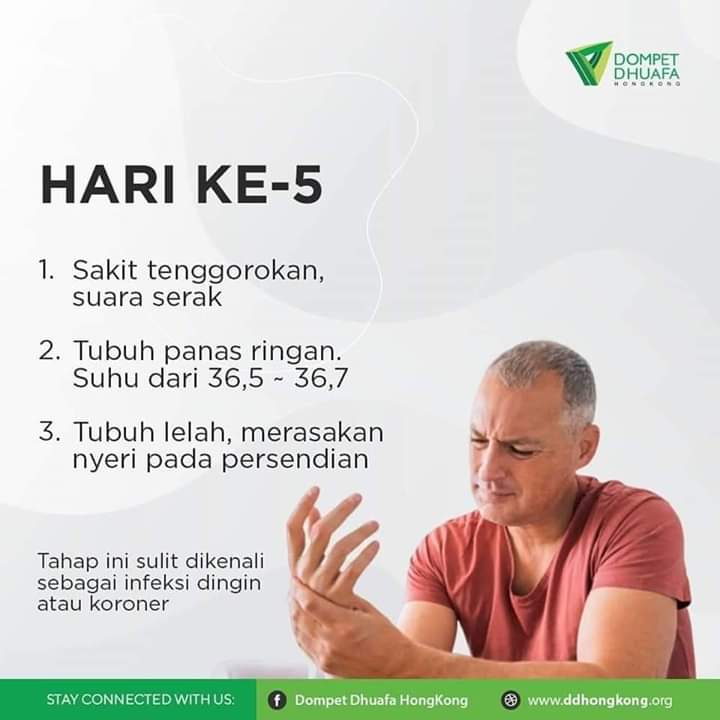 DOMPET
DHUAFA
HONGKONG
HARI KE-5
1. Sakit tenggorokan,
suara serak
2. Tubuh panas ringan.
Suhu dari 36,5 ~ 36,7
3. Tubuh lelah, merasakan
nyeri pada persendian
Tahap ini sulit dikenali
sebagai infeksi dingin
atau koroner
STAY CONNECTED WITH US: Dompet Dhuafa HongKong www.ddhongkong.org